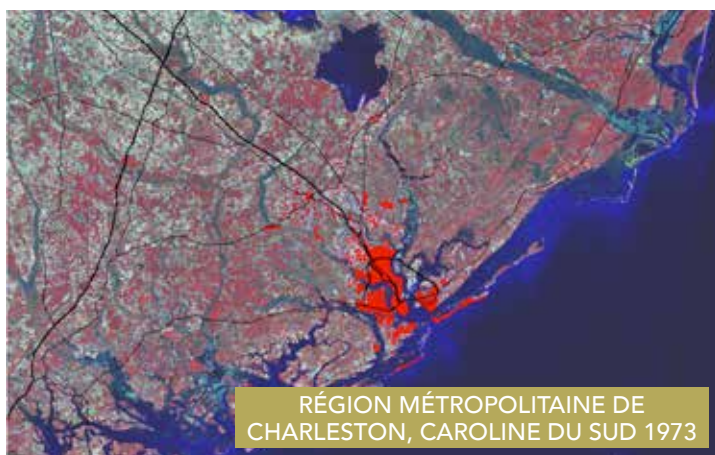 RÉGION MÉTROPOLITAINE DE
CHARLESTON, CAROLINE DU SUD 1973